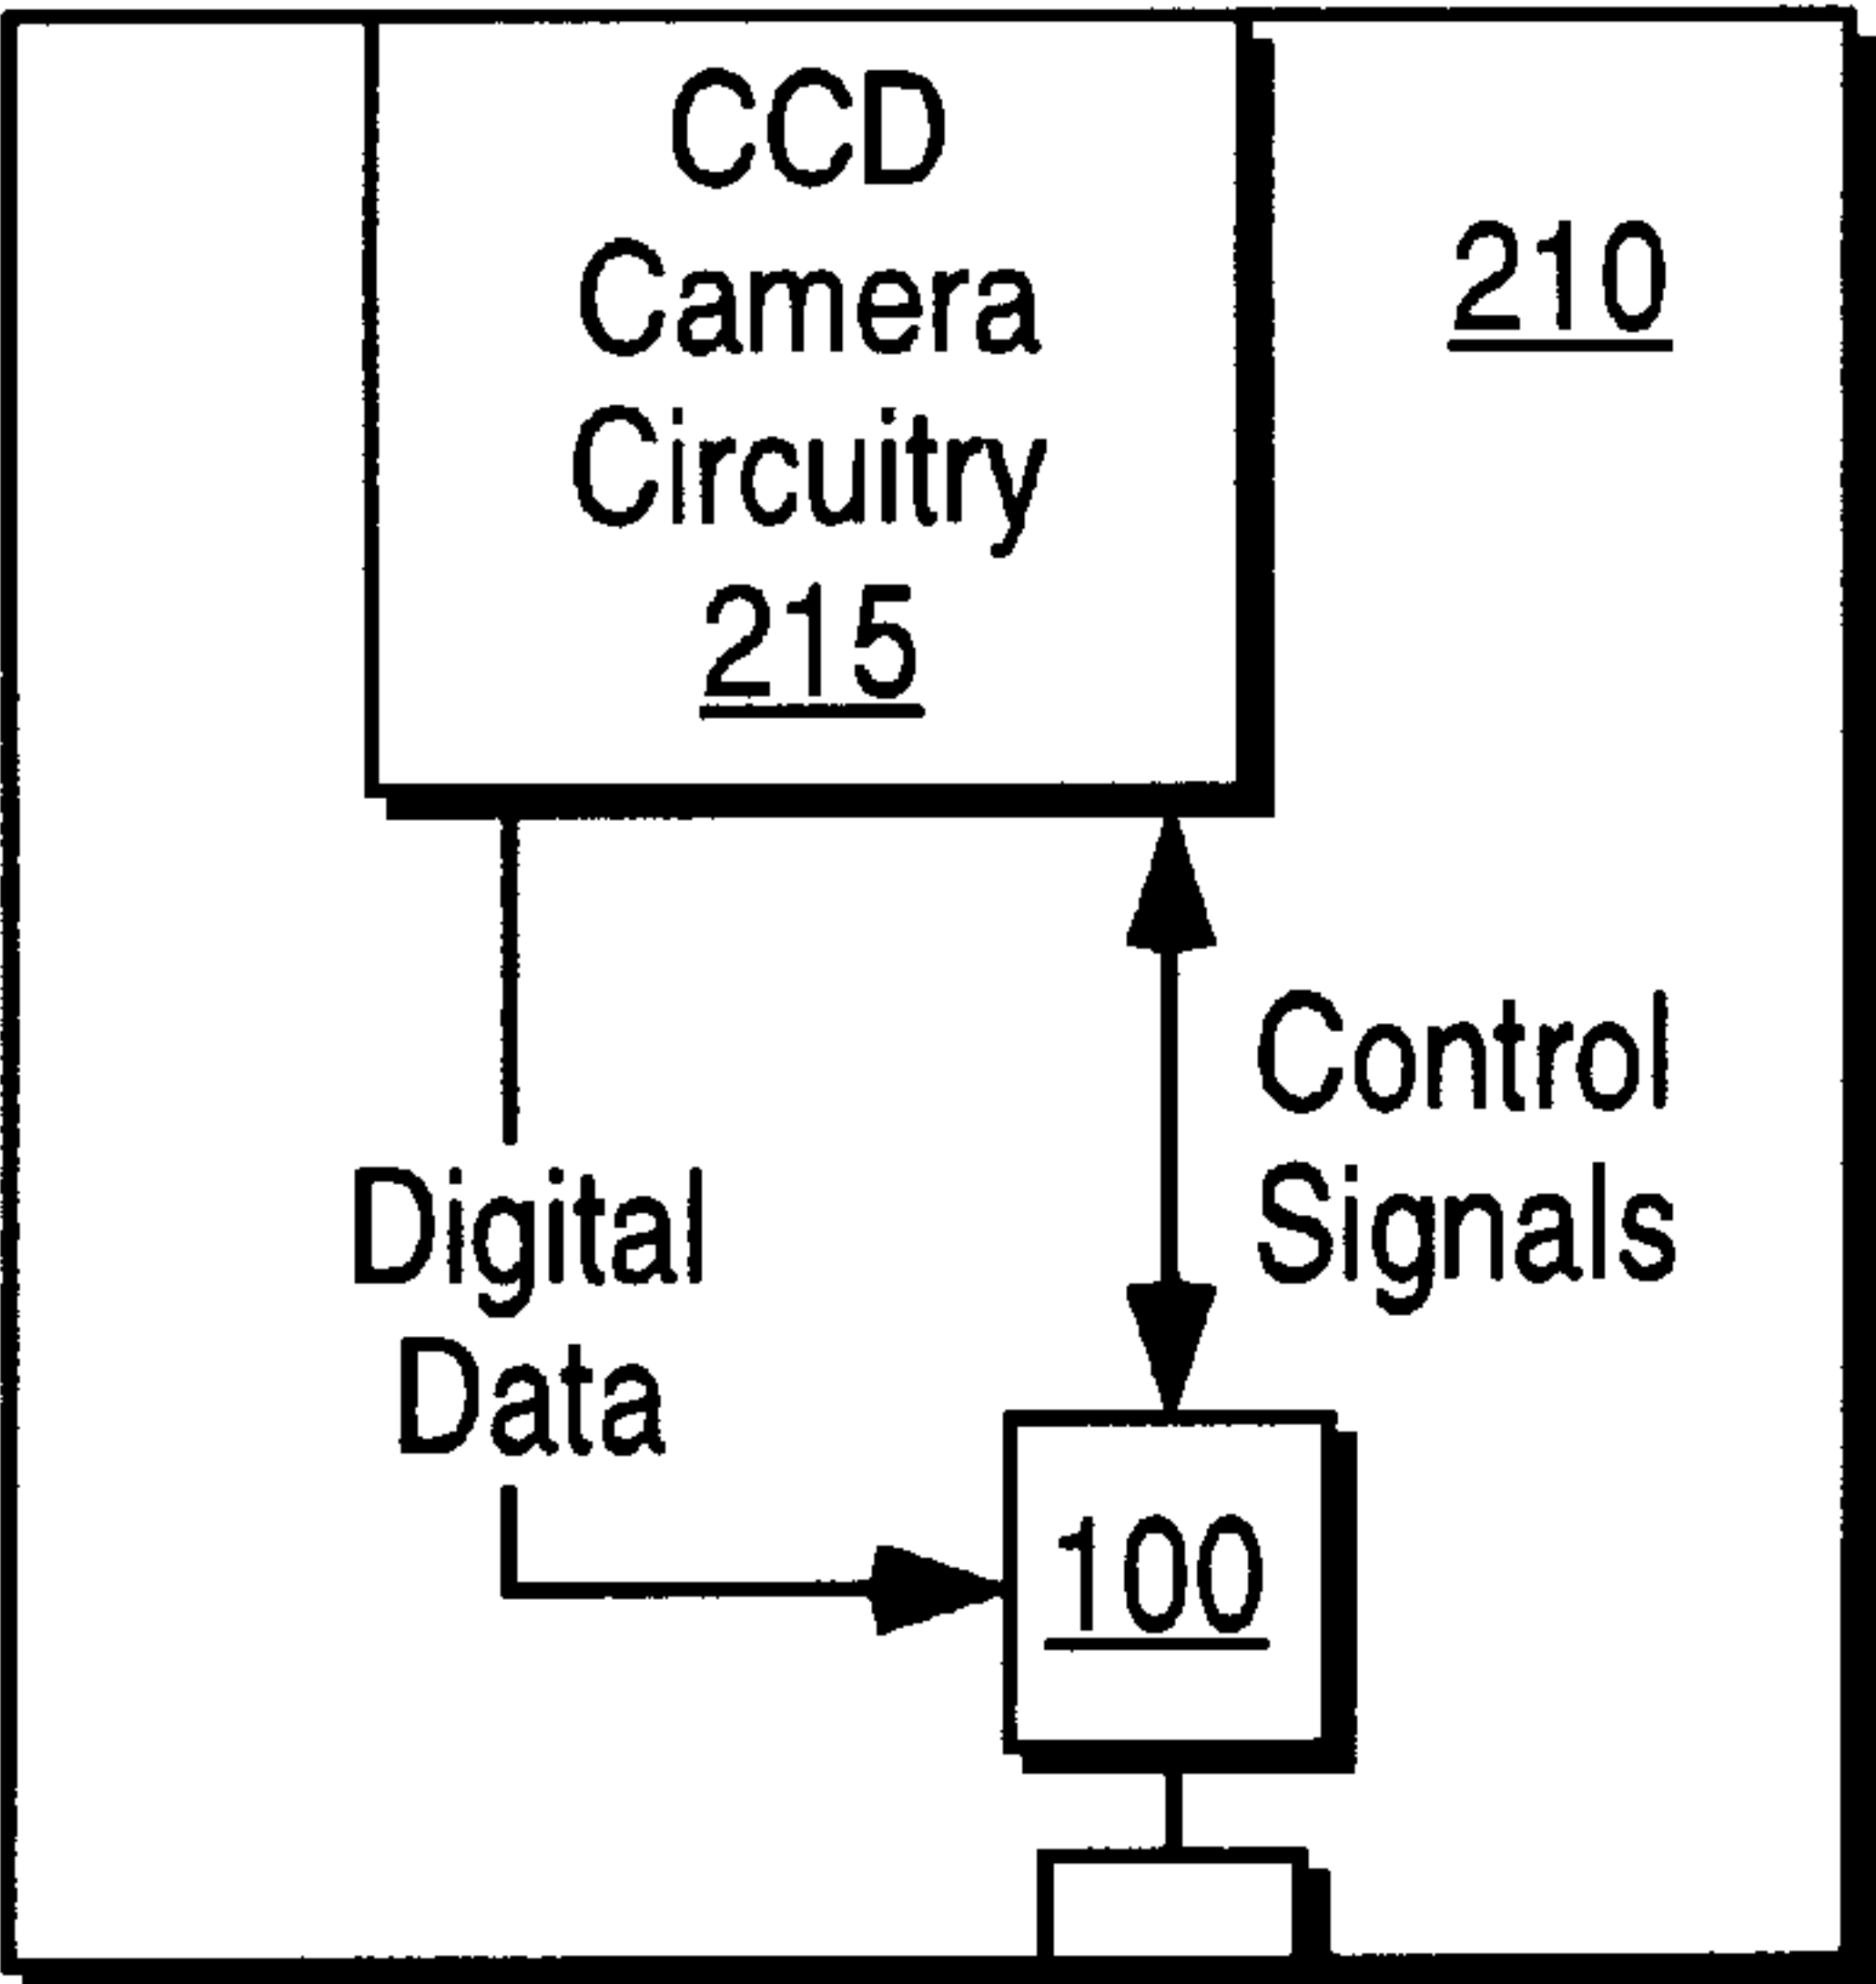 CCD
Camera
Circuitry
215
210
Control
Signals
Digital
Data
100